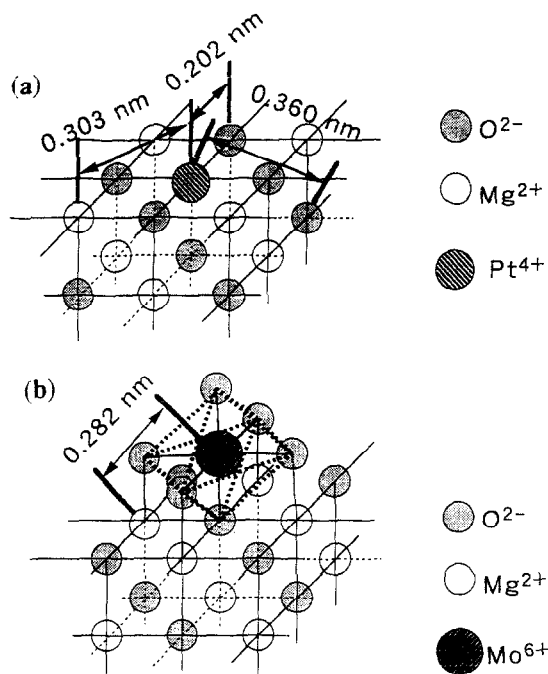 (a)
0.202 nm
0.303 nm
0.360 nm
O²⁻
Mg²⁺
Pt⁴⁺
(b)
0.282 nm
O²⁻
Mg²⁺
Mo⁶⁺